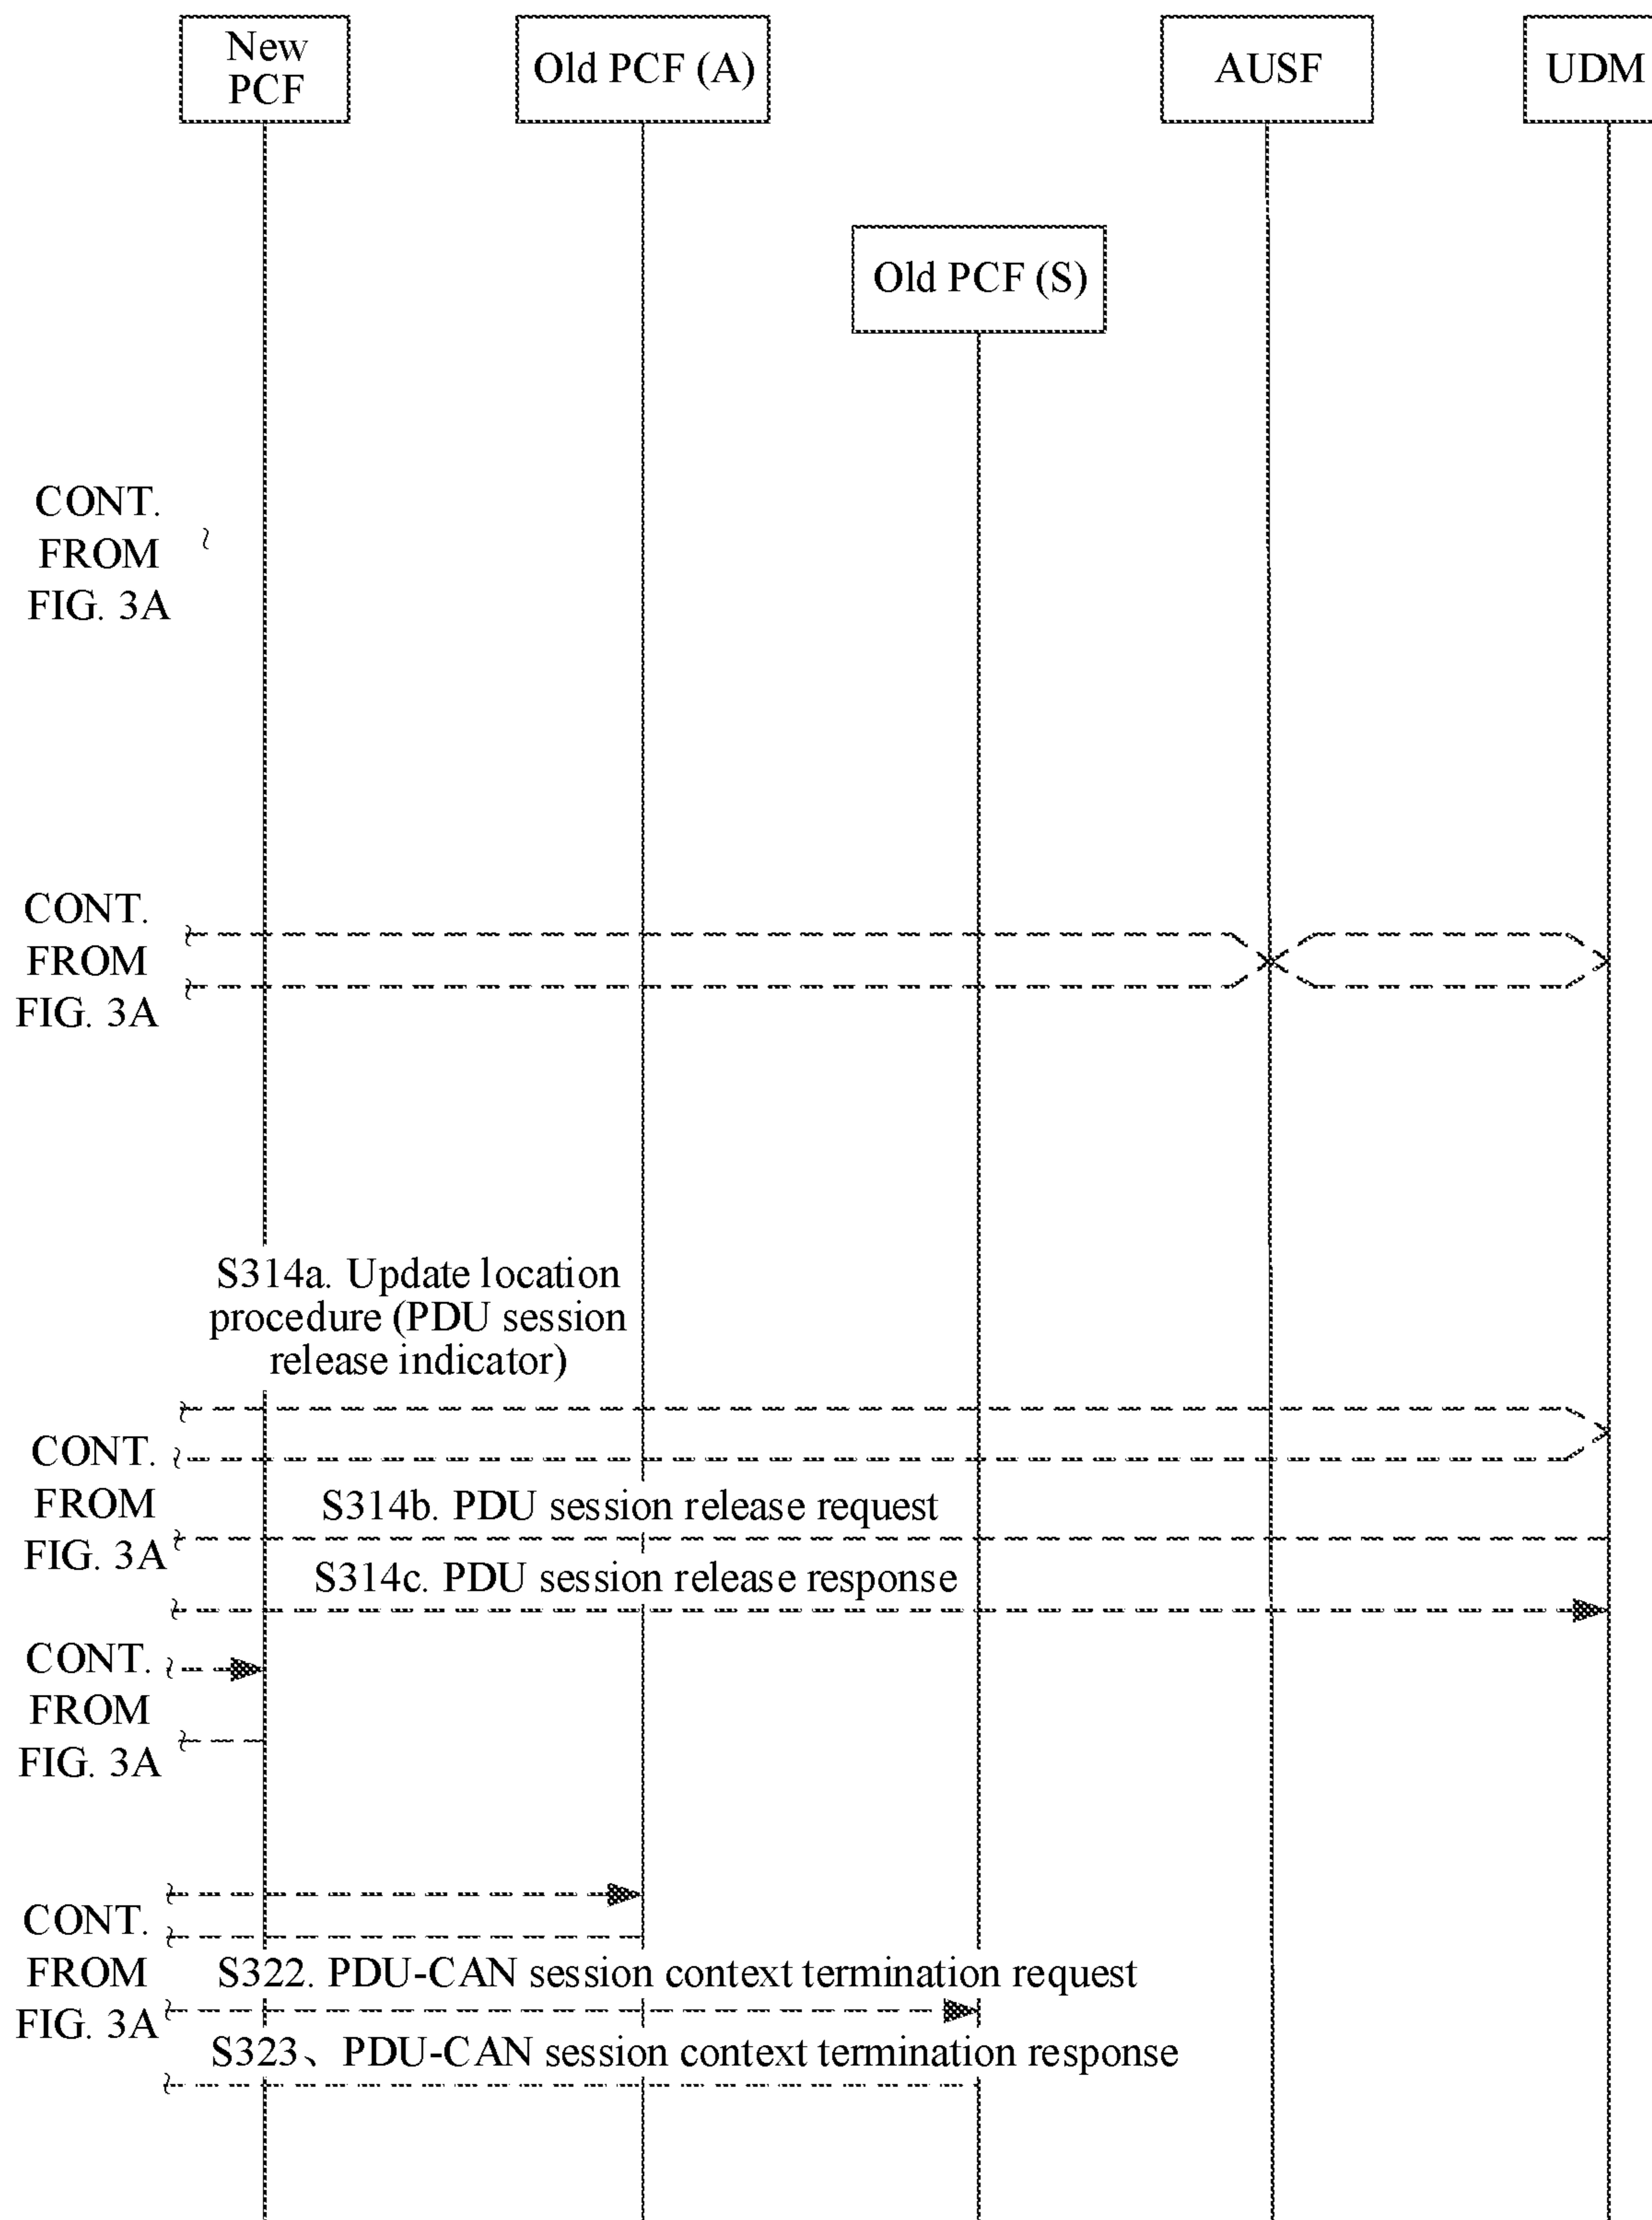 New
PCF
Old PCF (A)
AUSF
UDM
Old PCF (S)
CONT.
FROM
FIG. 3A
CONT.
FROM
FIG. 3A
S314a. Update location
procedure (PDU session
release indicator)
CONT.
FROM
FIG. 3A
S314b. PDU session release request
S314c. PDU session release response
CONT.
FROM
FIG. 3A
CONT.
FROM
FIG. 3A
S322. PDU-CAN session context termination request
S323、PDU-CAN session context termination response